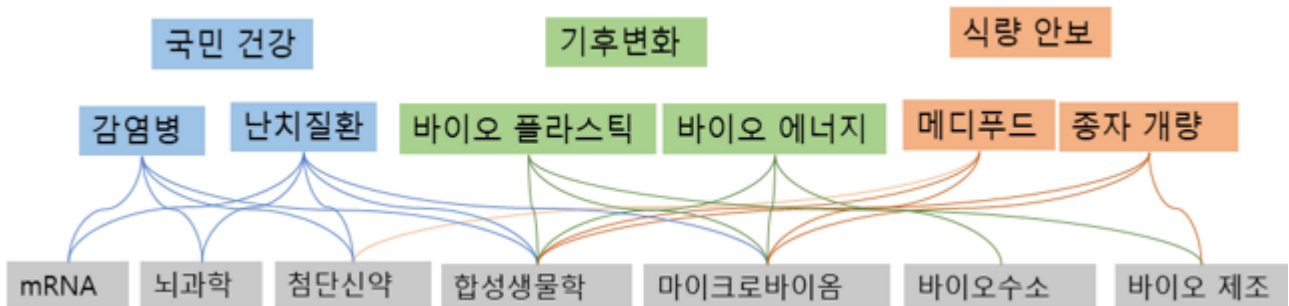 국민 건강
기후변화
식량 안보
감염병
난치질환
바이오 플라스틱
바이오 에너지
메디푸드
종자 개량
mRNA
뇌과학
첨단신약
합성생물학
마이크로바이옴
바이오수소
바이오 제조